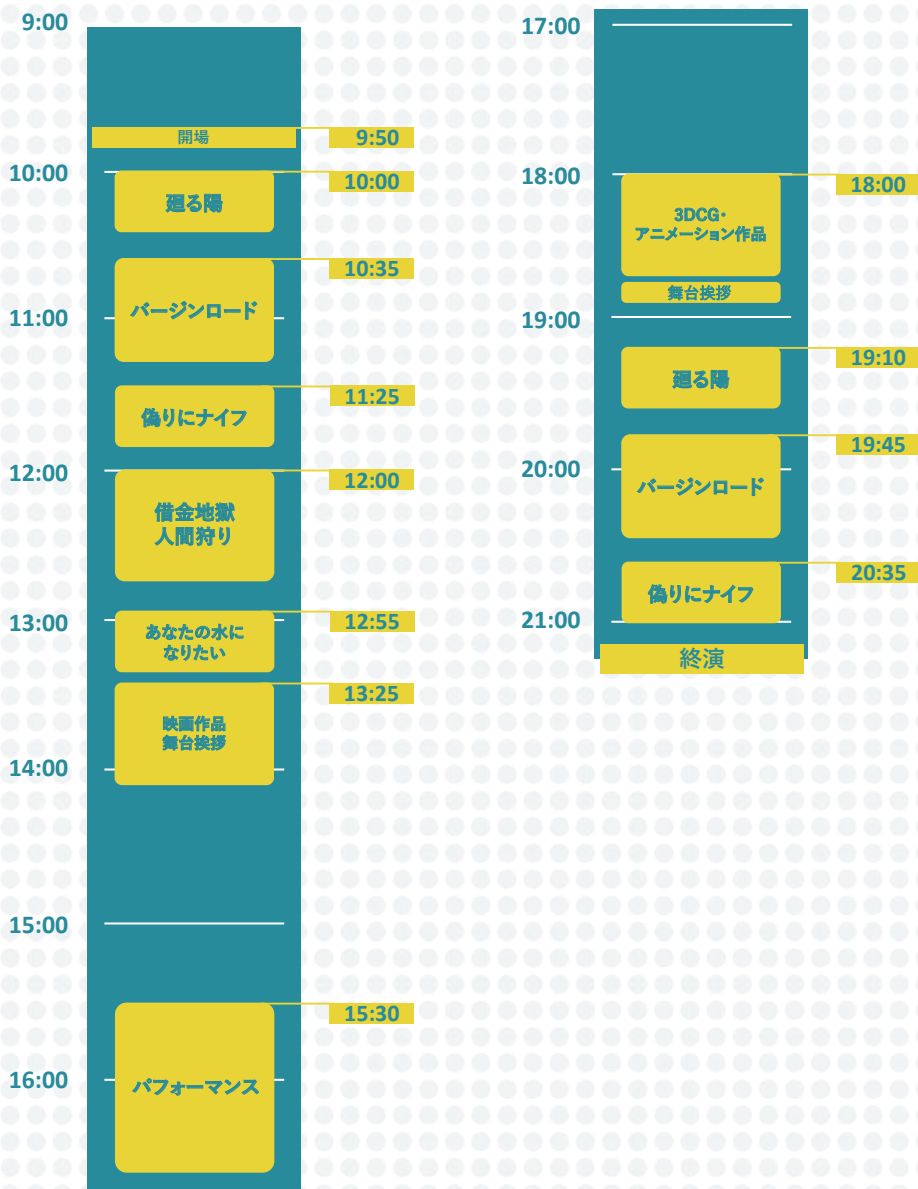 9:00
開場
9:50
10:00
廻る陽
10:00
バージンロード
10:35
11:00
偽りにナイフ
11:25
12:00
借金地獄
人間狩り
12:00
13:00
あなたの水に
なりたい
12:55
映画作品
舞台挨拶
13:25
14:00
15:00
パフォーマンス
15:30
16:00
17:00
18:00
3DCG・
アニメーション作品
18:00
舞台挨拶
19:00
廻る陽
19:10
バージンロード
19:45
20:00
偽りにナイフ
20:35
21:00
終演